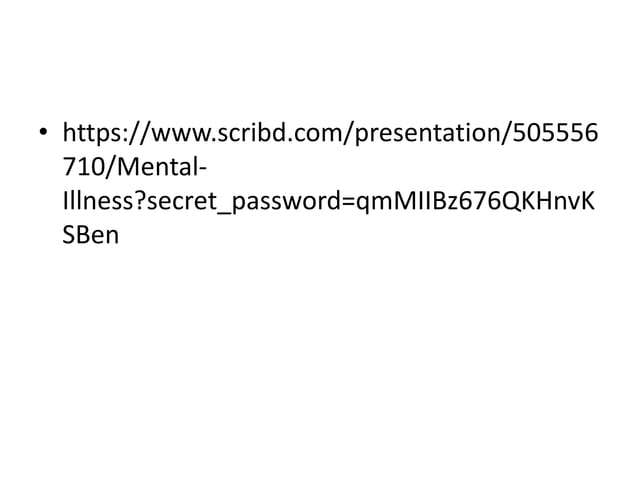 • https://www.scribd.com/presentation/505556
710/Mental-
Illness?secret_password=qmMIIBz676QKHnvK
SBen